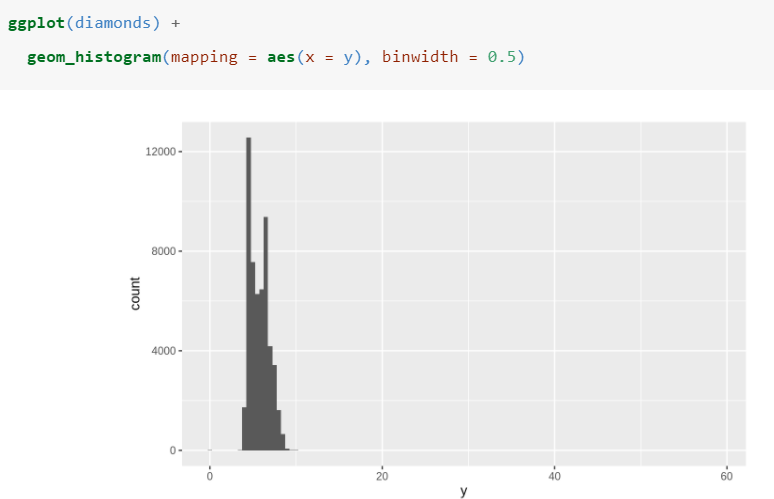 ggplot(diamonds) +
  geom_histogram(mapping = aes(x = y), binwidth = 0.5)
12000
8000
4000
0
count
0 20 40 60
y